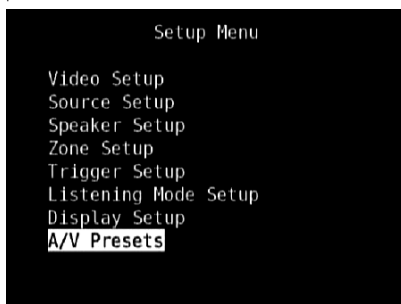 Setup Menu
Video Setup
Source Setup
Speaker Setup
Zone Setup
Trigger Setup
Listening Mode Setup
Display Setup
A/V Presets